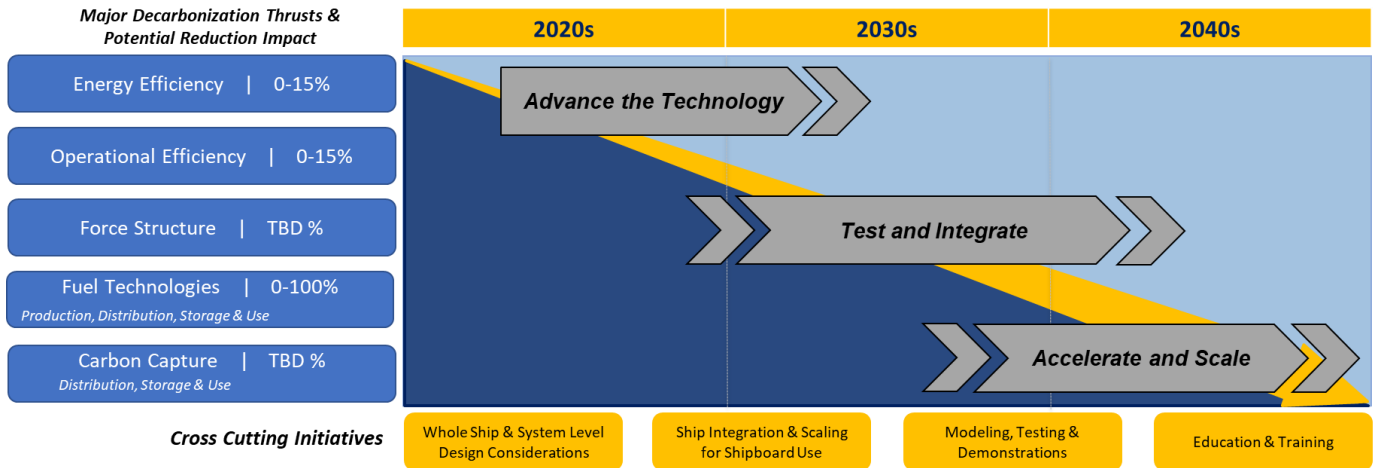 Major Decarbonization Thrusts &
Potential Reduction Impact
2020s
2030s
2040s
Energy Efficiency | 0-15%
Operational Efficiency | 0-15%
Force Structure | TBD %
Fuel Technologies | 0-100%
Production, Distribution, Storage & Use
Carbon Capture | TBD %
Distribution, Storage & Use
Advance the Technology
Test and Integrate
Accelerate and Scale
Cross Cutting Initiatives
Whole Ship & System Level
Design Considerations
Ship Integration & Scaling
for Shipboard Use
Modeling, Testing &
Demonstrations
Education & Training